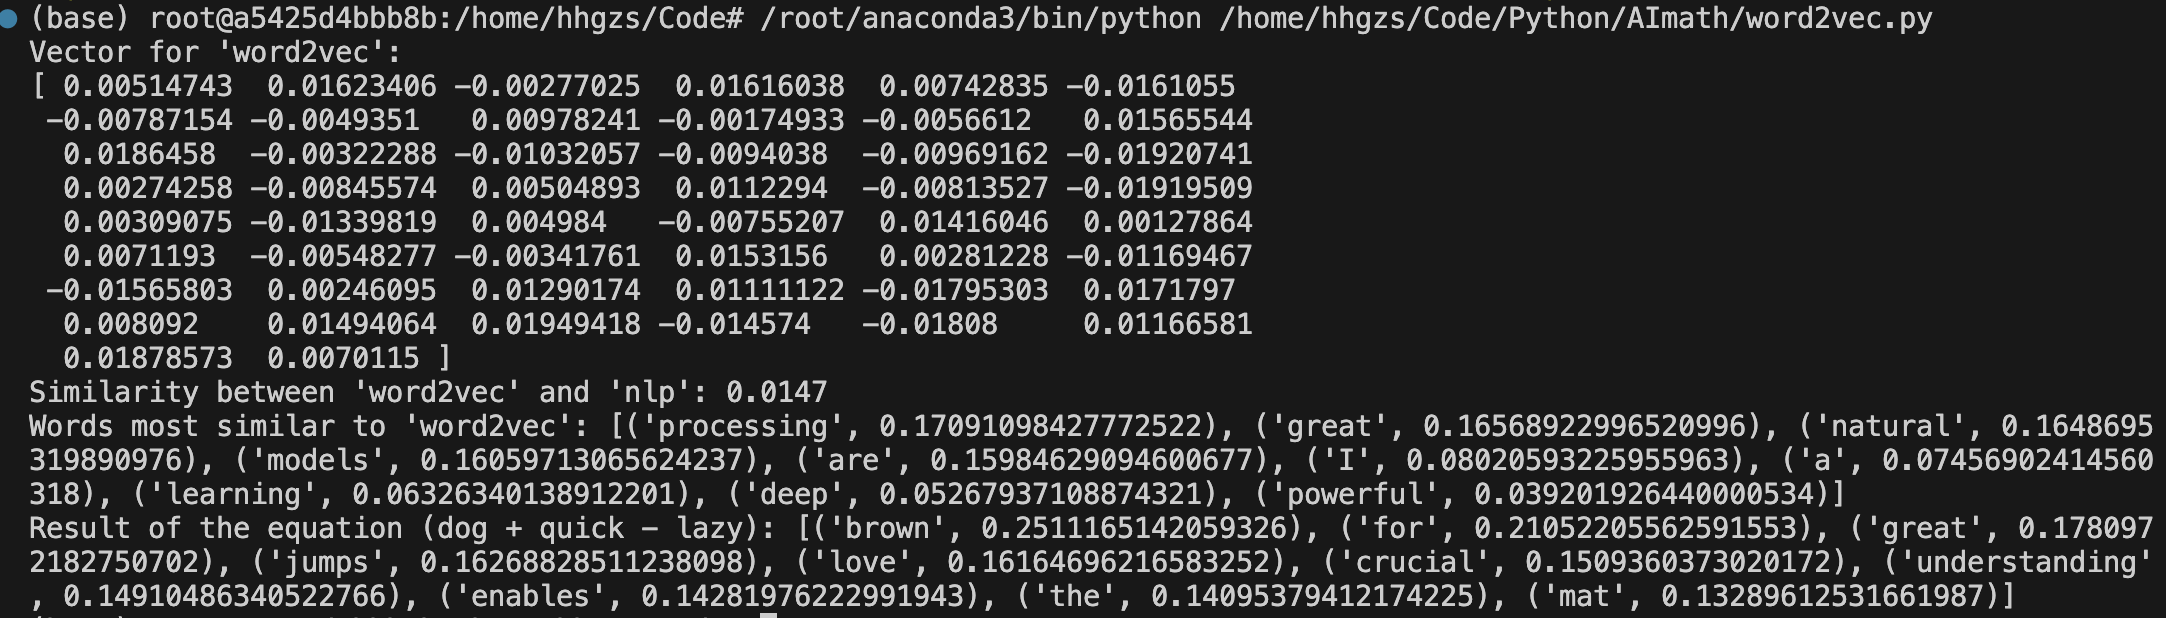 (base) root@a5425d4bbb8b:/home/hhgzs/Code# /root/anaconda3/bin/python /home/hhgzs/Code/Python/AImath/word2vec.py
Vector for 'word2vec':
[ 0.00514743  0.01623406 -0.00277025  0.01616038  0.00742835 -0.0161055
 -0.00787154 -0.0049351   0.00978241 -0.00174933 -0.0056612   0.01565544
  0.0186458  -0.00322288 -0.01032057 -0.0094038  -0.00969162 -0.01920741
  0.00274258 -0.00845574  0.00504893  0.0112294  -0.00813527 -0.01919509
  0.00309075 -0.01339819  0.004984   -0.00755207  0.01416046  0.00127864
  0.0071193  -0.00548277 -0.00341761  0.0153156   0.00281228 -0.01169467
 -0.01565803  0.00246095  0.01290174  0.01111122 -0.01795303  0.0171797
  0.008092    0.01494064  0.01949418 -0.014574   -0.01808     0.01166581
  0.01878573  0.0070115 ]
Similarity between 'word2vec' and 'nlp': 0.0147
Words most similar to 'word2vec': [('processing', 0.17091098427772522), ('great', 0.16568922996520996), ('natural', 0.1648695
319890976), ('models', 0.16059713065624237), ('are', 0.15984629094600677), ('I', 0.08020593225955963), ('a', 0.07456902414560
318), ('learning', 0.06326340138912201), ('deep', 0.05267937108874321), ('powerful', 0.039201926440000534)]
Result of the equation (dog + quick - lazy): [('brown', 0.2511165142059326), ('for', 0.21052205562591553), ('great', 0.178097
2182750702), ('jumps', 0.16268828511238098), ('love', 0.16164696216583252), ('crucial', 0.1509360373020172), ('understanding'
, 0.14910486340522766), ('enables', 0.14281976222991943), ('the', 0.14095379412174225), ('mat', 0.13289612531661987)]